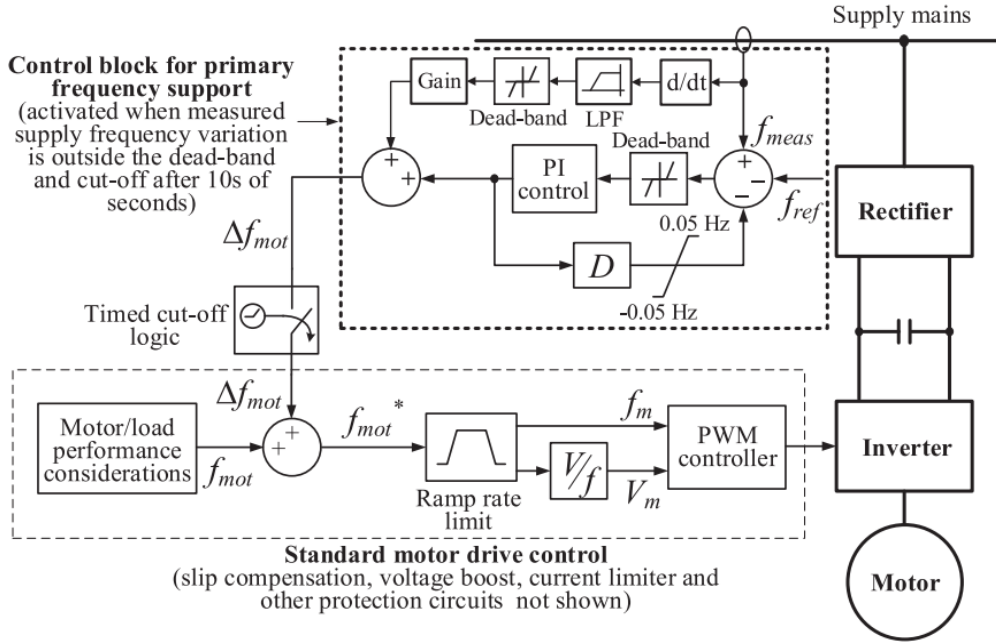 Supply mains
Control block for primary
frequency support
(activated when measured
supply frequency variation
is outside the dead-band
and cut-off after 10s of
seconds)
Gain
Dead-band
LPF
d/dt
f_meas
Dead-band
PI
control
+
+
+
−
−
f_ref
Rectifier
0.05 Hz
D
-0.05 Hz
Δf_mot
Timed cut-off
logic
Δf_mot
Motor/load
performance
considerations
f_mot
+
+
f_mot*
Ramp rate
limit
f_m
V/f
V_m
PWM
controller
Inverter
Motor
Standard motor drive control
(slip compensation, voltage boost, current limiter and
other protection circuits not shown)